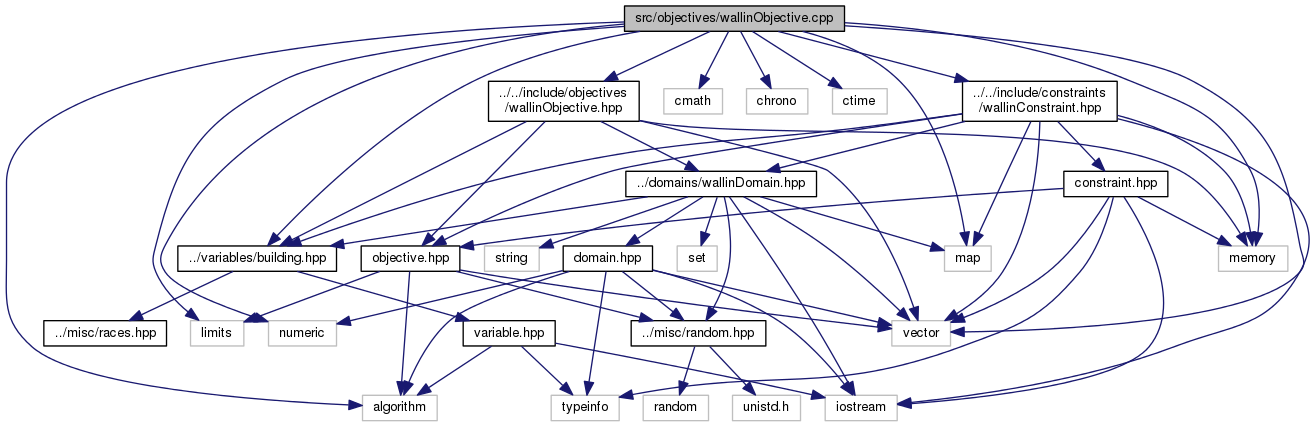 src/objectives/wallinObjective.cpp
../../include/objectives
/wallinObjective.hpp
cmath
chrono
ctime
../../include/constraints
/wallinConstraint.hpp
../domains/wallinDomain.hpp
constraint.hpp
../variables/building.hpp
objective.hpp
string
domain.hpp
set
map
memory
../misc/races.hpp
limits
numeric
variable.hpp
../misc/random.hpp
vector
algorithm
typeinfo
random
unistd.h
iostream